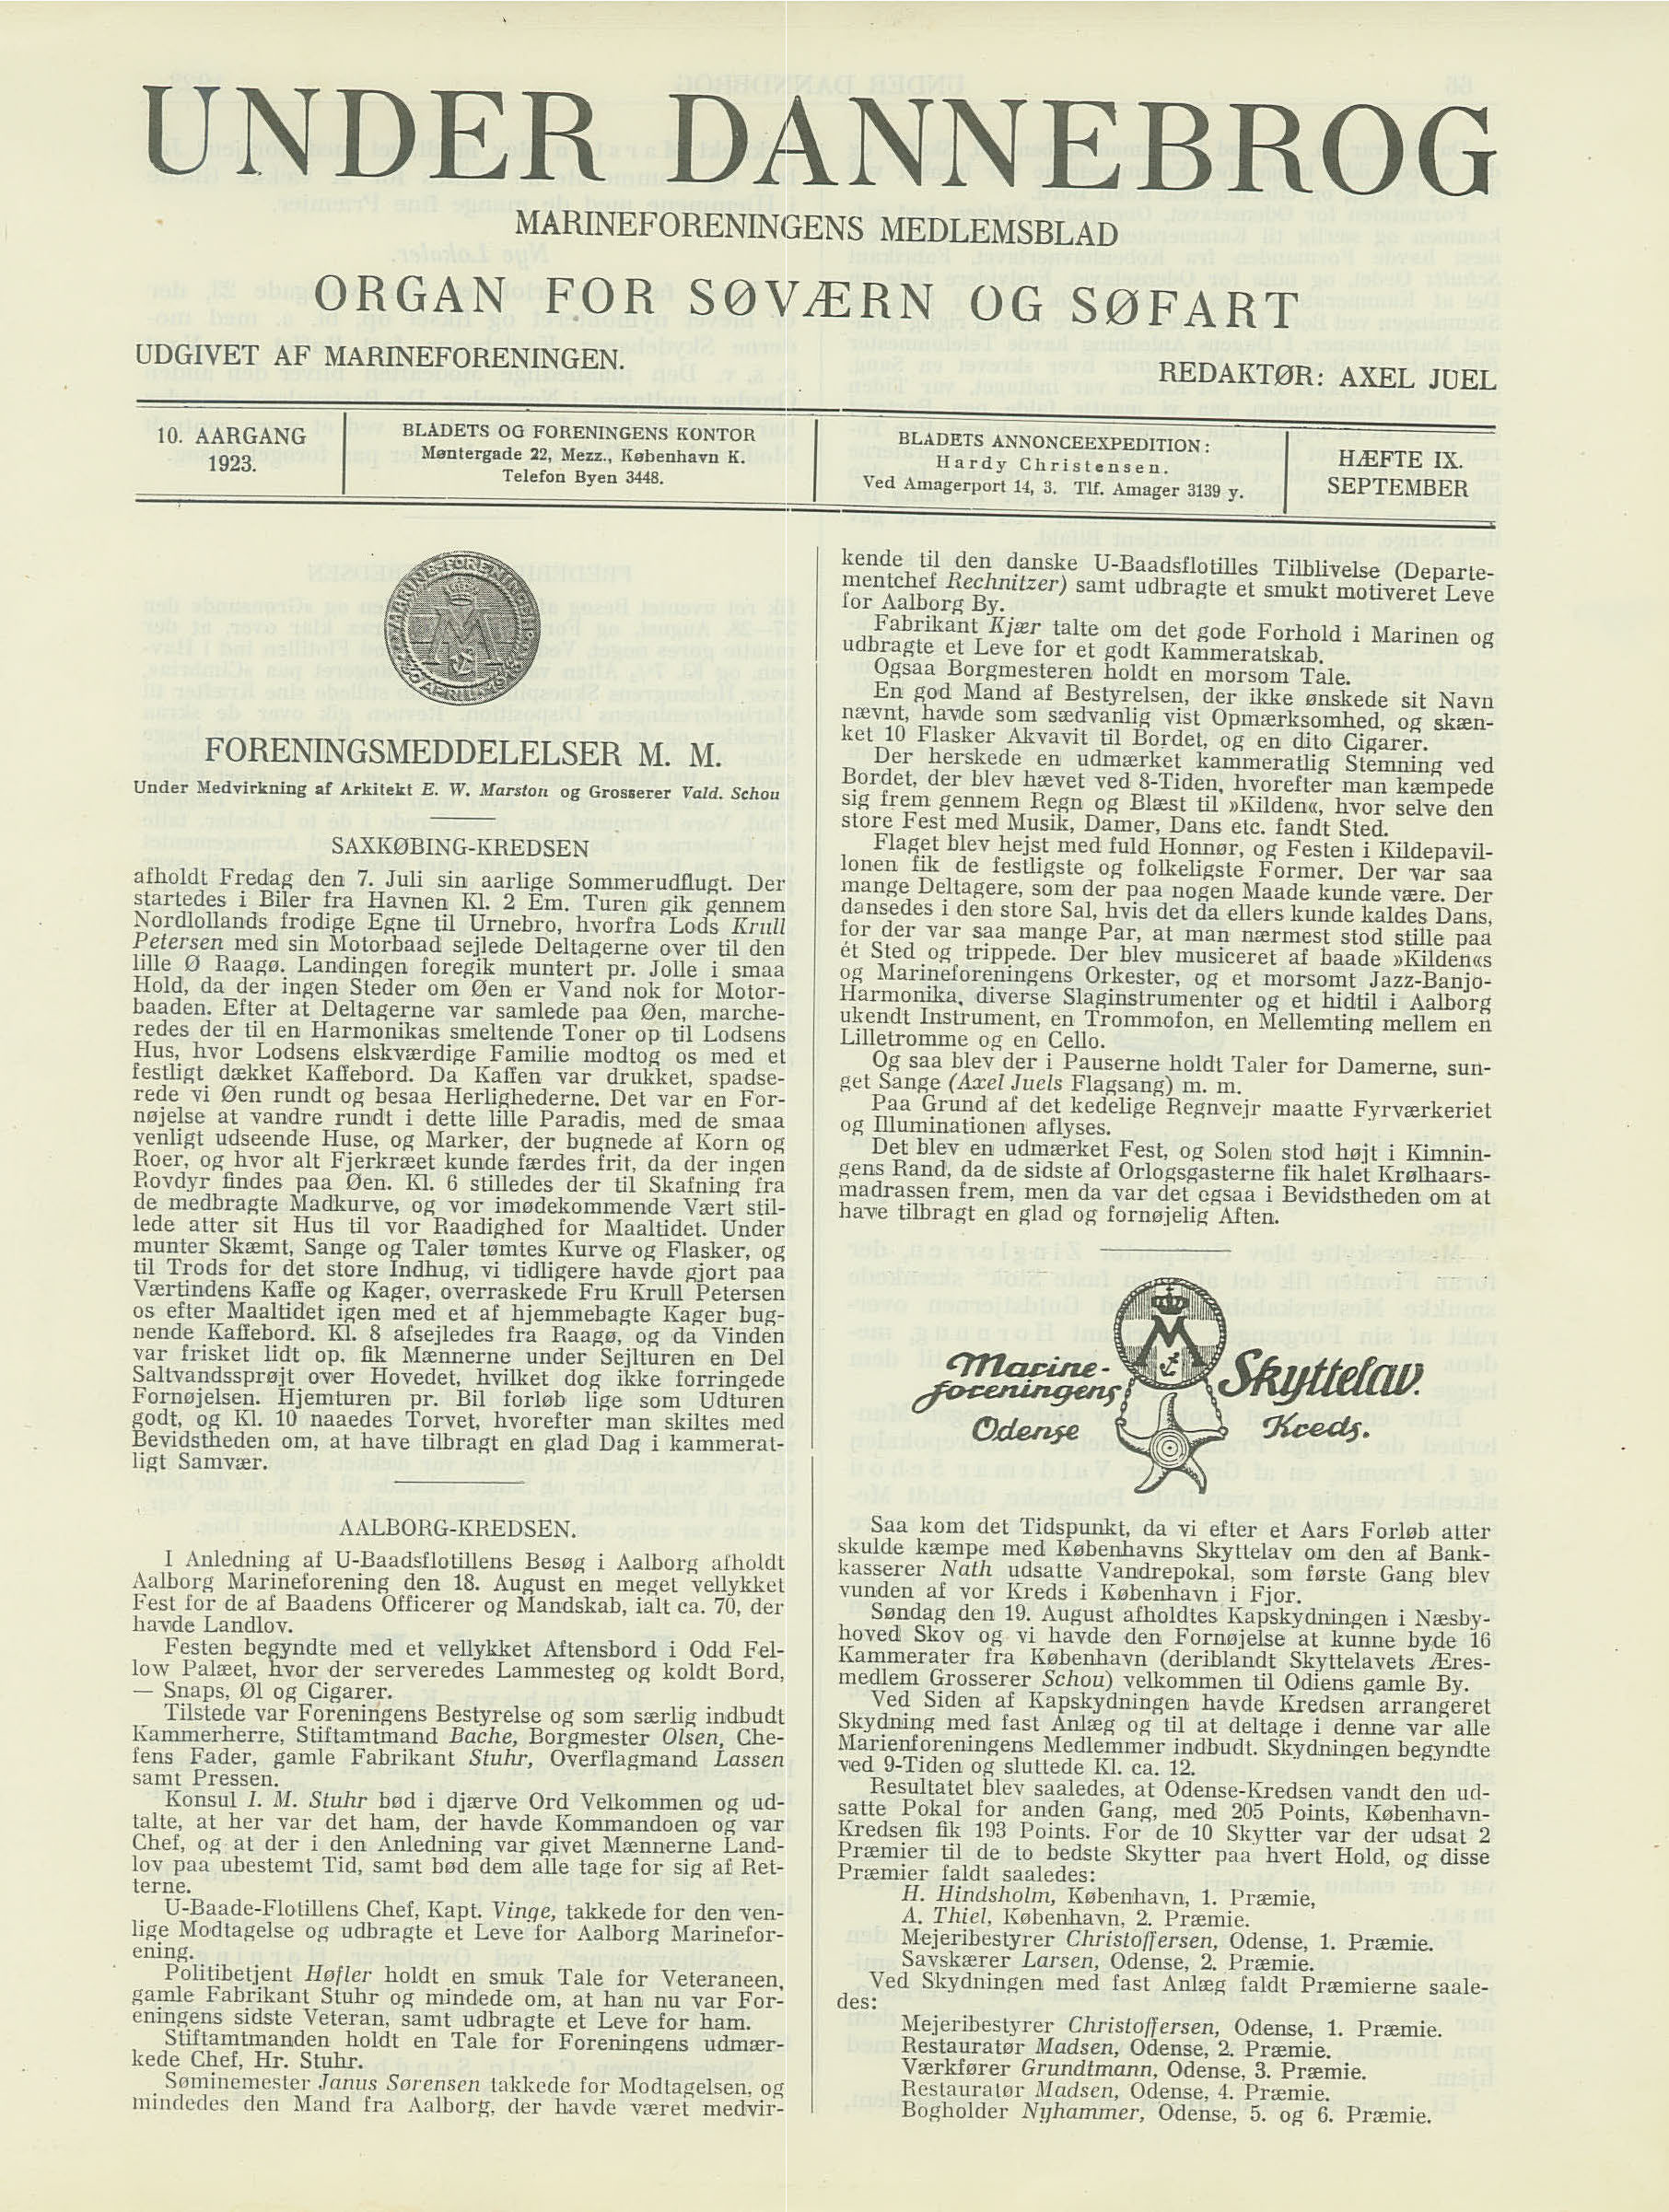 UNDER DANNEBROG
MARINEFORENINGENS MEDLEMSBLAD
ORGAN FOR SØVÆRN OG SØFART
UDGIVET AF MARINEFORENINGEN.
REDAKTØR: AXEL JUEL
10. AARGANG
1923.
BLADETS OG FORENINGENS KONTOR
Møntergade 22, Mezz., København K.
Telefon Byen 3448.
BLADETS ANNONCEEXPEDITION:
Hardy Christensen.
Ved Amagerport 14, 3. Tlf. Amager 3139 y.
HÆFTE IX.
SEPTEMBER
FORENINGSMEDDELELSER M. M.
Under Medvirkning af Arkitekt E. W. Marston og Grosserer Vald. Schou
SAXKØBING-KREDSEN
afholdt Fredag den 7. Juli sin aarlige Sommerudflugt. Der
startedes i Biler fra Havnen Kl. 2 Em. Turen gik gennem
Nordlollands frodige Egne til Urnebro, hvorfra Lods Krull
Petersen med sin Motorbaad sejlede Deltagerne over til den
lille Ø Raagø. Landingen foregik muntert pr. Jolle i smaa
Hold, da der ingen Steder om Øen er Vand nok for Motor-
baaden. Efter at Deltagerne var samlede paa Øen, marche-
redes der til en Harmonikas smeltende Toner op til Lodsens
Hus, hvor Lodsens elskværdige Familie modtog os med et
festligt dækket Kaffebord. Da Kaffen var drukket, spadse-
rede vi Øen rundt og besaa Herlighederne. Det var en For-
nøjelse at vandre rundt i dette lille Paradis, med de smaa
venligt udseende Huse, og Marker, der bugnede af Korn og
Roer, og hvor alt Fjerkræet kunde færdes frit, da der ingen
Rovdyr findes paa Øen. Kl. 6 stilledes der til Skafning fra
de medbragte Madkurve, og vor imødekommende Vært stil-
lede atter sit Hus til vor Raadighed for Maaltidet. Under
munter Skæmt, Sange og Taler tømtes Kurve og Flasker, og
til Trods for det store Indhug, vi tidligere havde gjort paa
Værtindens Kaffe og Kager, overraskede Fru Krull Petersen
os efter Maaltidet igen med et af hjemmebagte Kager bug-
nende Kaffebord. Kl. 8 afsejledes fra Raagø, og da Vinden
var frisket lidt op, fik Mænnerne under Sejlturen en Del
Saltvandssprøjt over Hovedet, hvilket dog ikke forringede
Fornøjelsen. Hjemturen pr. Bil forløb lige som Udturen
godt, og Kl. 10 naaedes Torvet, hvorefter man skiltes med
Bevidstheden om, at have tilbragt en glad Dag i kammerat-
ligt Samvær.
AALBORG-KREDSEN.
I Anledning af U-Baadsflotillens Besøg i Aalborg afholdt
Aalborg Marineforening den 18. August en meget vellykket
Fest for de af Baadens Officerer og Mandskab, ialt ca. 70, der
havde Landlov.
Festen begyndte med et vellykket Aftensbord i Odd Fel-
low Palæet, hvor der serveredes Lammesteg og koldt Bord,
— Snaps, Øl og Cigarer.
Tilstede var Foreningens Bestyrelse og som særlig indbudt
Kammerherre, Stiftamtmand Bache, Borgmester Olsen, Che-
fens Fader, gamle Fabrikant Stuhr, Overflagmand Lassen
samt Pressen.
Konsul I. M. Stuhr bød i djærve Ord Velkommen og ud-
talte, at her var det ham, der havde Kommandoen og var
Chef, og at der i den Anledning var givet Mænnerne Land-
lov paa ubestemt Tid, samt bød dem alle tage for sig af Ret-
terne.
U-Baade-Flotillens Chef, Kapt. Vinge, takkede for den ven-
lige Modtagelse og udbragte et Leve for Aalborg Marinefor-
ening.
Politibetjent Høfler holdt en smuk Tale for Veteraneen,
gamle Fabrikant Stuhr og mindede om, at han nu var For-
eningens sidste Veteran, samt udbragte et Leve for ham.
Stiftamtmanden holdt en Tale for Foreningens udmær-
kede Chef, Hr. Stuhr.
Søminemester Janus Sørensen takkede for Modtagelsen, og
mindedes den Mand fra Aalborg, der havde været medvir-
kende til den danske U-Baadsflotilles Tilblivelse (Departe-
mentchef Rechnitzer) samt udbragte et smukt motiveret Leve
for Aalborg By.
Fabrikant Kjær talte om det gode Forhold i Marinen og
udbragte et Leve for et godt Kammeratskab.
Ogsaa Borgmesteren holdt en morsom Tale.
En god Mand af Bestyrelsen, der ikke ønskede sit Navn
nævnt, havde som sædvanlig vist Opmærksomhed, og skæn-
ket 10 Flasker Akvavit til Bordet, og en dito Cigarer.
Der herskede en udmærket kammeratlig Stemning ved
Bordet, der blev hævet ved 8-Tiden, hvorefter man kæmpede
sig frem gennem Regn og Blæst til »Kilden«, hvor selve den
store Fest med Musik, Damer, Dans etc. fandt Sted.
Flaget blev hejst med fuld Honnør, og Festen i Kildepavil-
lonen fik de festligste og folkeligste Former. Der var saa
mange Deltagere, som der paa nogen Maade kunde være. Der
dansedes i den store Sal, hvis det da ellers kunde kaldes Dans,
for der var saa mange Par, at man nærmest stod stille paa
ét Sted og trippede. Der blev musiceret af baade »Kilden«s
og Marineforeningens Orkester, og et morsomt Jazz-Banjo-
Harmonika, diverse Slaginstrumenter og et hidtil i Aalborg
ukendt Instrument, en Trommofon, en Mellemting mellem en
Lilletromme og en Cello.
Og saa blev der i Pauserne holdt Taler for Damerne, sun-
get Sange (Axel Juels Flagsang) m. m.
Paa Grund af det kedelige Regnvejr maatte Fyrværkeriet
og Illuminationen aflyses.
Det blev en udmærket Fest, og Solen stod højt i Kimnin-
gens Rand, da de sidste af Orlogsgasterne fik halet Krølhaars-
madrassen frem, men da var det ogsaa i Bevidstheden om at
have tilbragt en glad og fornøjelig Aften.
Marine-
foreningens Skyttelav.
Odense Kreds.
Saa kom det Tidspunkt, da vi efter et Aars Forløb atter
skulde kæmpe med Københavns Skyttelav om den af Bank-
kasserer Nath udsatte Vandrepokal, som første Gang blev
vunden af vor Kreds i København i Fjor.
Søndag den 19. August afholdtes Kapskydningen i Næsby-
hoved Skov og vi havde den Fornøjelse at kunne byde 16
Kammerater fra København (deriblandt Skyttelavets Æres-
medlem Grosserer Schou) velkommen til Odiens gamle By.
Ved Siden af Kapskydningen havde Kredsen arrangeret
Skydning med fast Anlæg og til at deltage i denne var alle
Marienforeningens Medlemmer indbudt. Skydningen begyndte
ved 9-Tiden og sluttede Kl. ca. 12.
Resultatet blev saaledes, at Odense-Kredsen vandt den ud-
satte Pokal for anden Gang, med 205 Points, København-
Kredsen fik 193 Points. For de 10 Skytter var der udsat 2
Præmier til de to bedste Skytter paa hvert Hold, og disse
Præmier faldt saaledes:
H. Hindsholm, København, 1. Præmie,
A. Thiel, København, 2. Præmie.
Mejeribestyrer Christoffersen, Odense, 1. Præmie.
Savskærer Larsen, Odense, 2. Præmie.
Ved Skydningen med fast Anlæg faldt Præmierne saale-
des:
Mejeribestyrer Christoffersen, Odense, 1. Præmie.
Restauratør Madsen, Odense, 2. Præmie.
Værkfører Grundtmann, Odense, 3. Præmie.
Restauratør Madsen, Odense, 4. Præmie.
Bogholder Nyhammer, Odense, 5. og 6. Præmie.